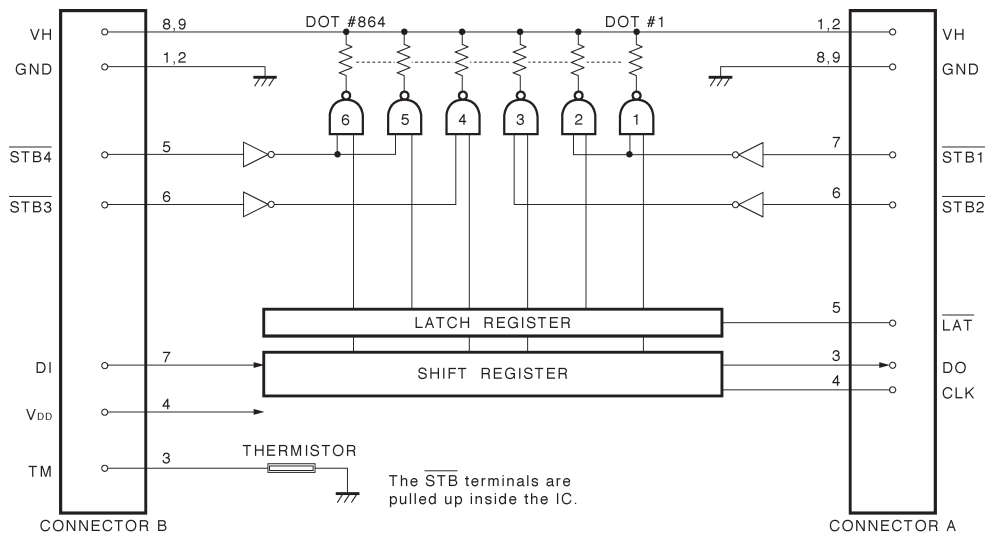 DOT #864 DOT #1
VH 8,9 1,2 VH
GND 1,2 8,9 GND
6 5 4 3 2 1
STB4 5 7 STB1
STB3 6 6 STB2
LATCH REGISTER 5 LAT
DI 7 SHIFT REGISTER 3 DO
4 CLK
VDD 4
THERMISTOR
TM 3
The STB terminals are
pulled up inside the IC.
CONNECTOR B CONNECTOR A